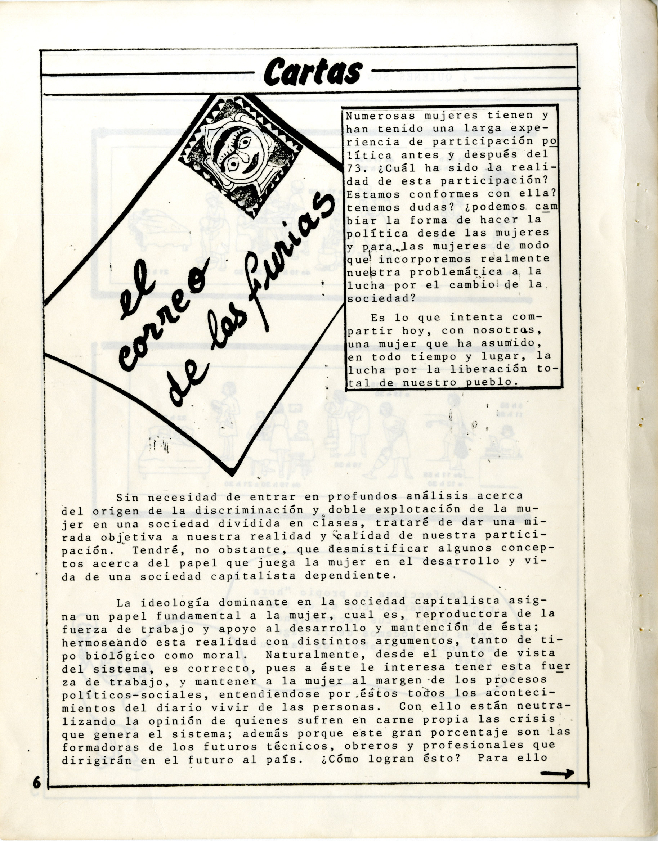 Cartas
el
correo
de las furias
Numerosas mujeres tienen y
han tenido una larga expe-
riencia de participación po
lítica antes y después del
73. ¿Cuál ha sido la reali-
dad de esta participación?
Estamos conformes con ella?
tenemos dudas? ¿podemos cam
biar la forma de hacer la
política desde las mujeres
y para las mujeres de modo
que incorporemos realmente
nuestra problemática a la
lucha por el cambio de la
sociedad?
Es lo que intenta com-
partir hoy, con nosotras,
una mujer que ha asumido,
en todo tiempo y lugar, la
lucha por la liberación to-
tal de nuestro pueblo.
Sin necesidad de entrar en profundos análisis acerca
del origen de la discriminación y doble explotación de la mu-
jer en una sociedad dividida en clases, trataré de dar una mi-
rada objetiva a nuestra realidad y calidad de nuestra partici-
pación. Tendré, no obstante, que desmistificar algunos concep-
tos acerca del papel que juega la mujer en el desarrollo y vi-
da de una sociedad capitalista dependiente.
La ideología dominante en la sociedad capitalista asig-
na un papel fundamental a la mujer, cual es, reproductora de la
fuerza de trabajo y apoyo al desarrollo y mantención de ésta;
hermoseando esta realidad con distintos argumentos, tanto de ti-
po biológico como moral. Naturalmente, desde el punto de vista
del sistema, es correcto, pues a éste le interesa tener esta fuer
za de trabajo, y mantener a la mujer al margen de los procesos
políticos-sociales, entendiendose por éstos todos los aconteci-
mientos del diario vivir de las personas. Con ello están neutra-
lizando la opinión de quienes sufren en carne propia las crisis
que genera el sistema; además porque este gran porcentaje son las
formadoras de los futuros técnicos, obreros y profesionales que
dirigirán en el futuro al país. ¿Cómo logran ésto? Para ello
6